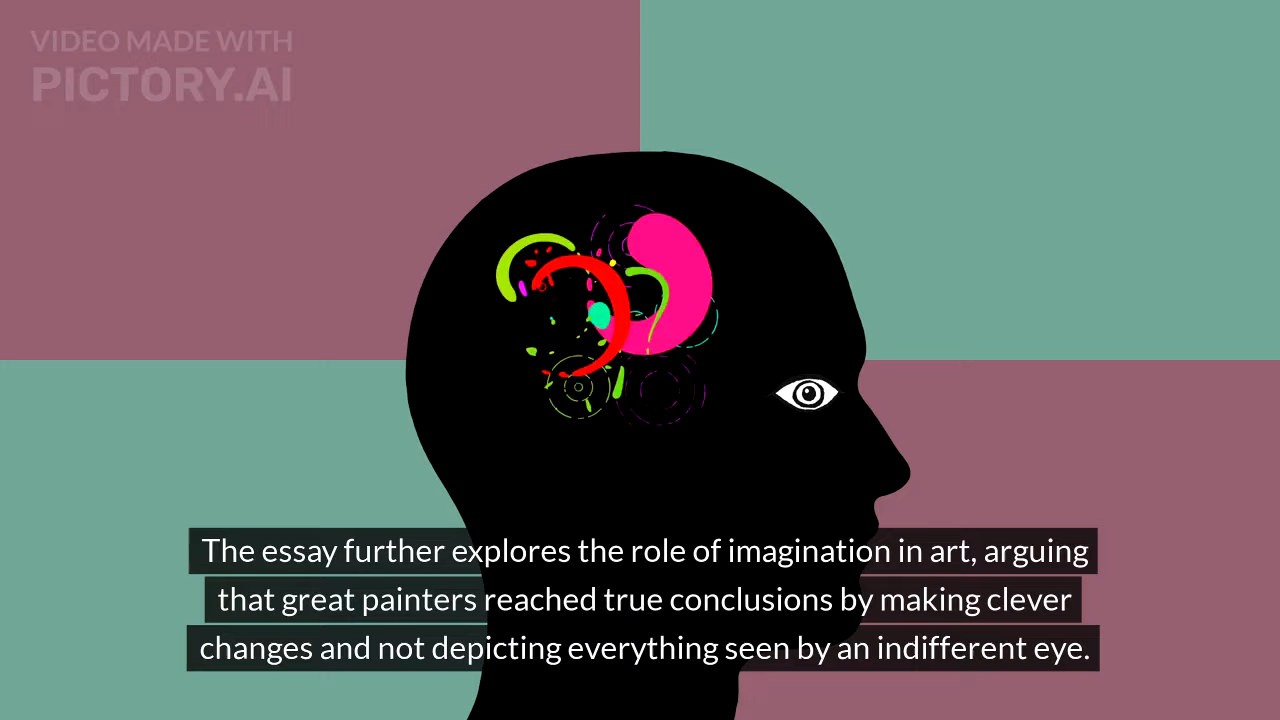 VIDEO MADE WITH
PICTORY.AI
The essay further explores the role of imagination in art, arguing
that great painters reached true conclusions by making clever
changes and not depicting everything seen by an indifferent eye.